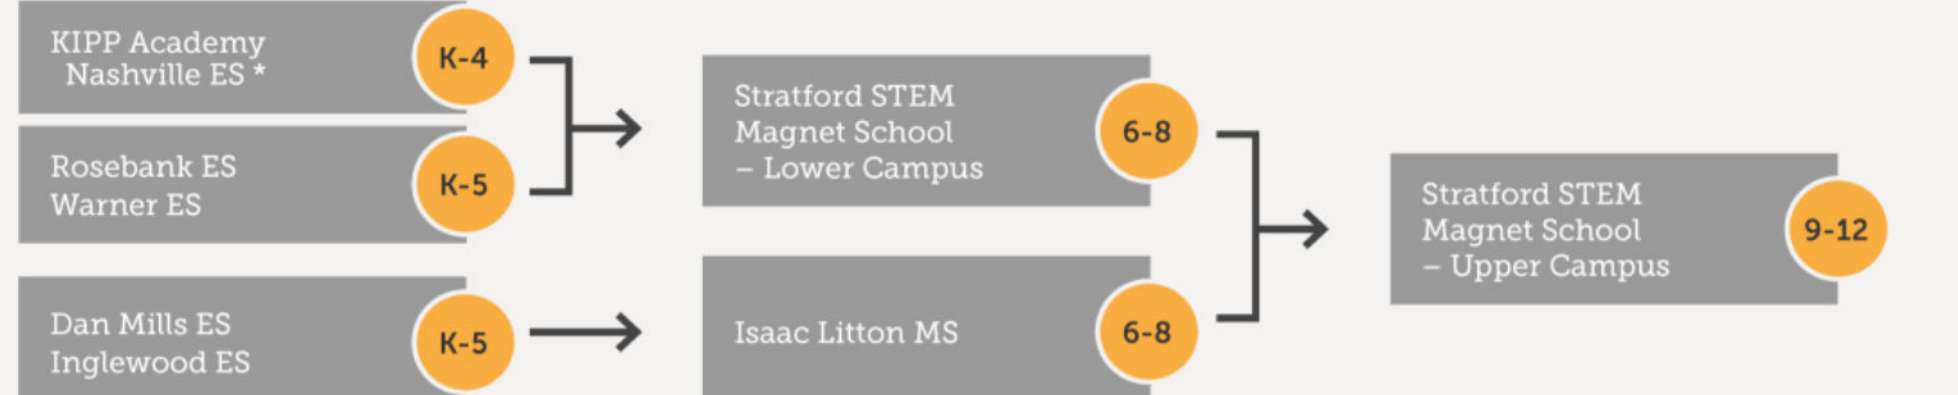 KIPP Academy
Nashville ES *
K-4
Rosebank ES
Warner ES
K-5
Dan Mills ES
Inglewood ES
K-5
Stratford STEM
Magnet School
– Lower Campus
6-8
Isaac Litton MS
6-8
Stratford STEM
Magnet School
– Upper Campus
9-12